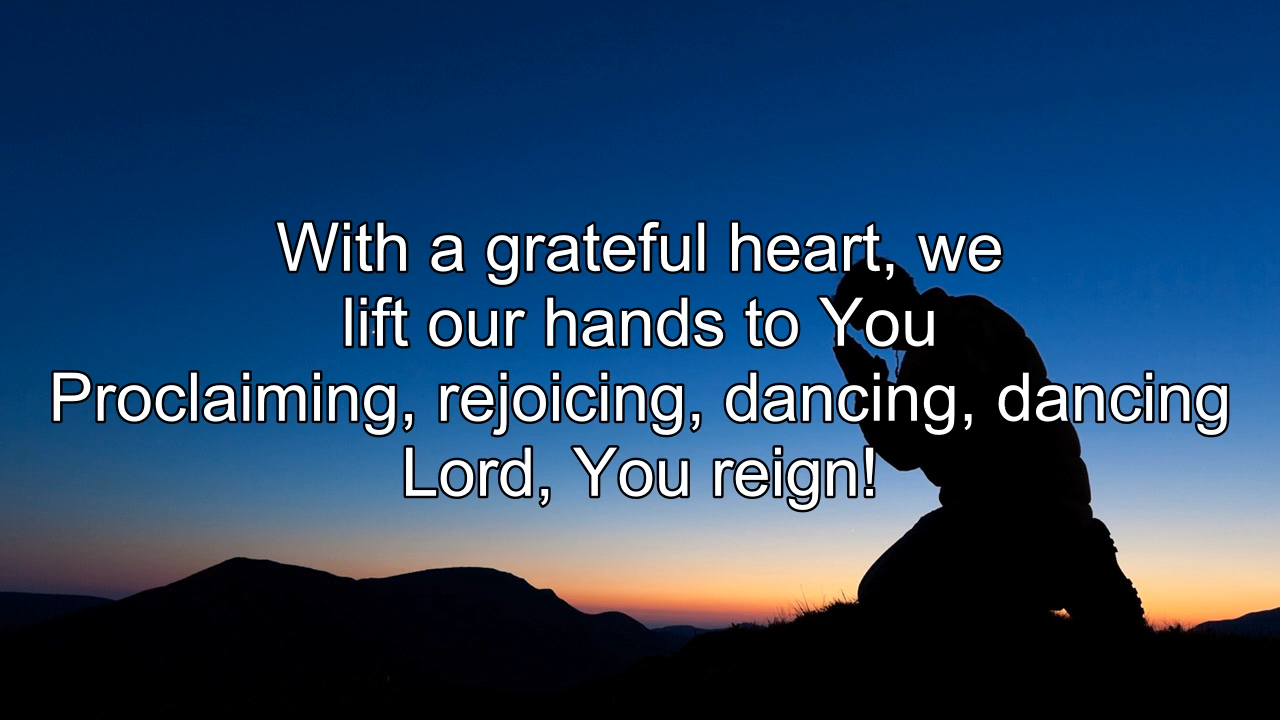 With a grateful heart, we
lift our hands to You
Proclaiming, rejoicing, dancing, dancing
Lord, You reign!